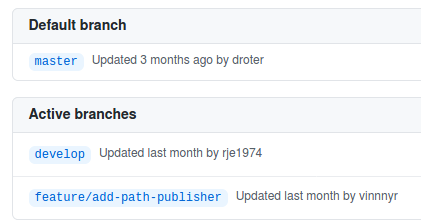 Default branch
master Updated 3 months ago by droter
Active branches
develop Updated last month by rje1974
feature/add-path-publisher Updated last month by vinnnyr